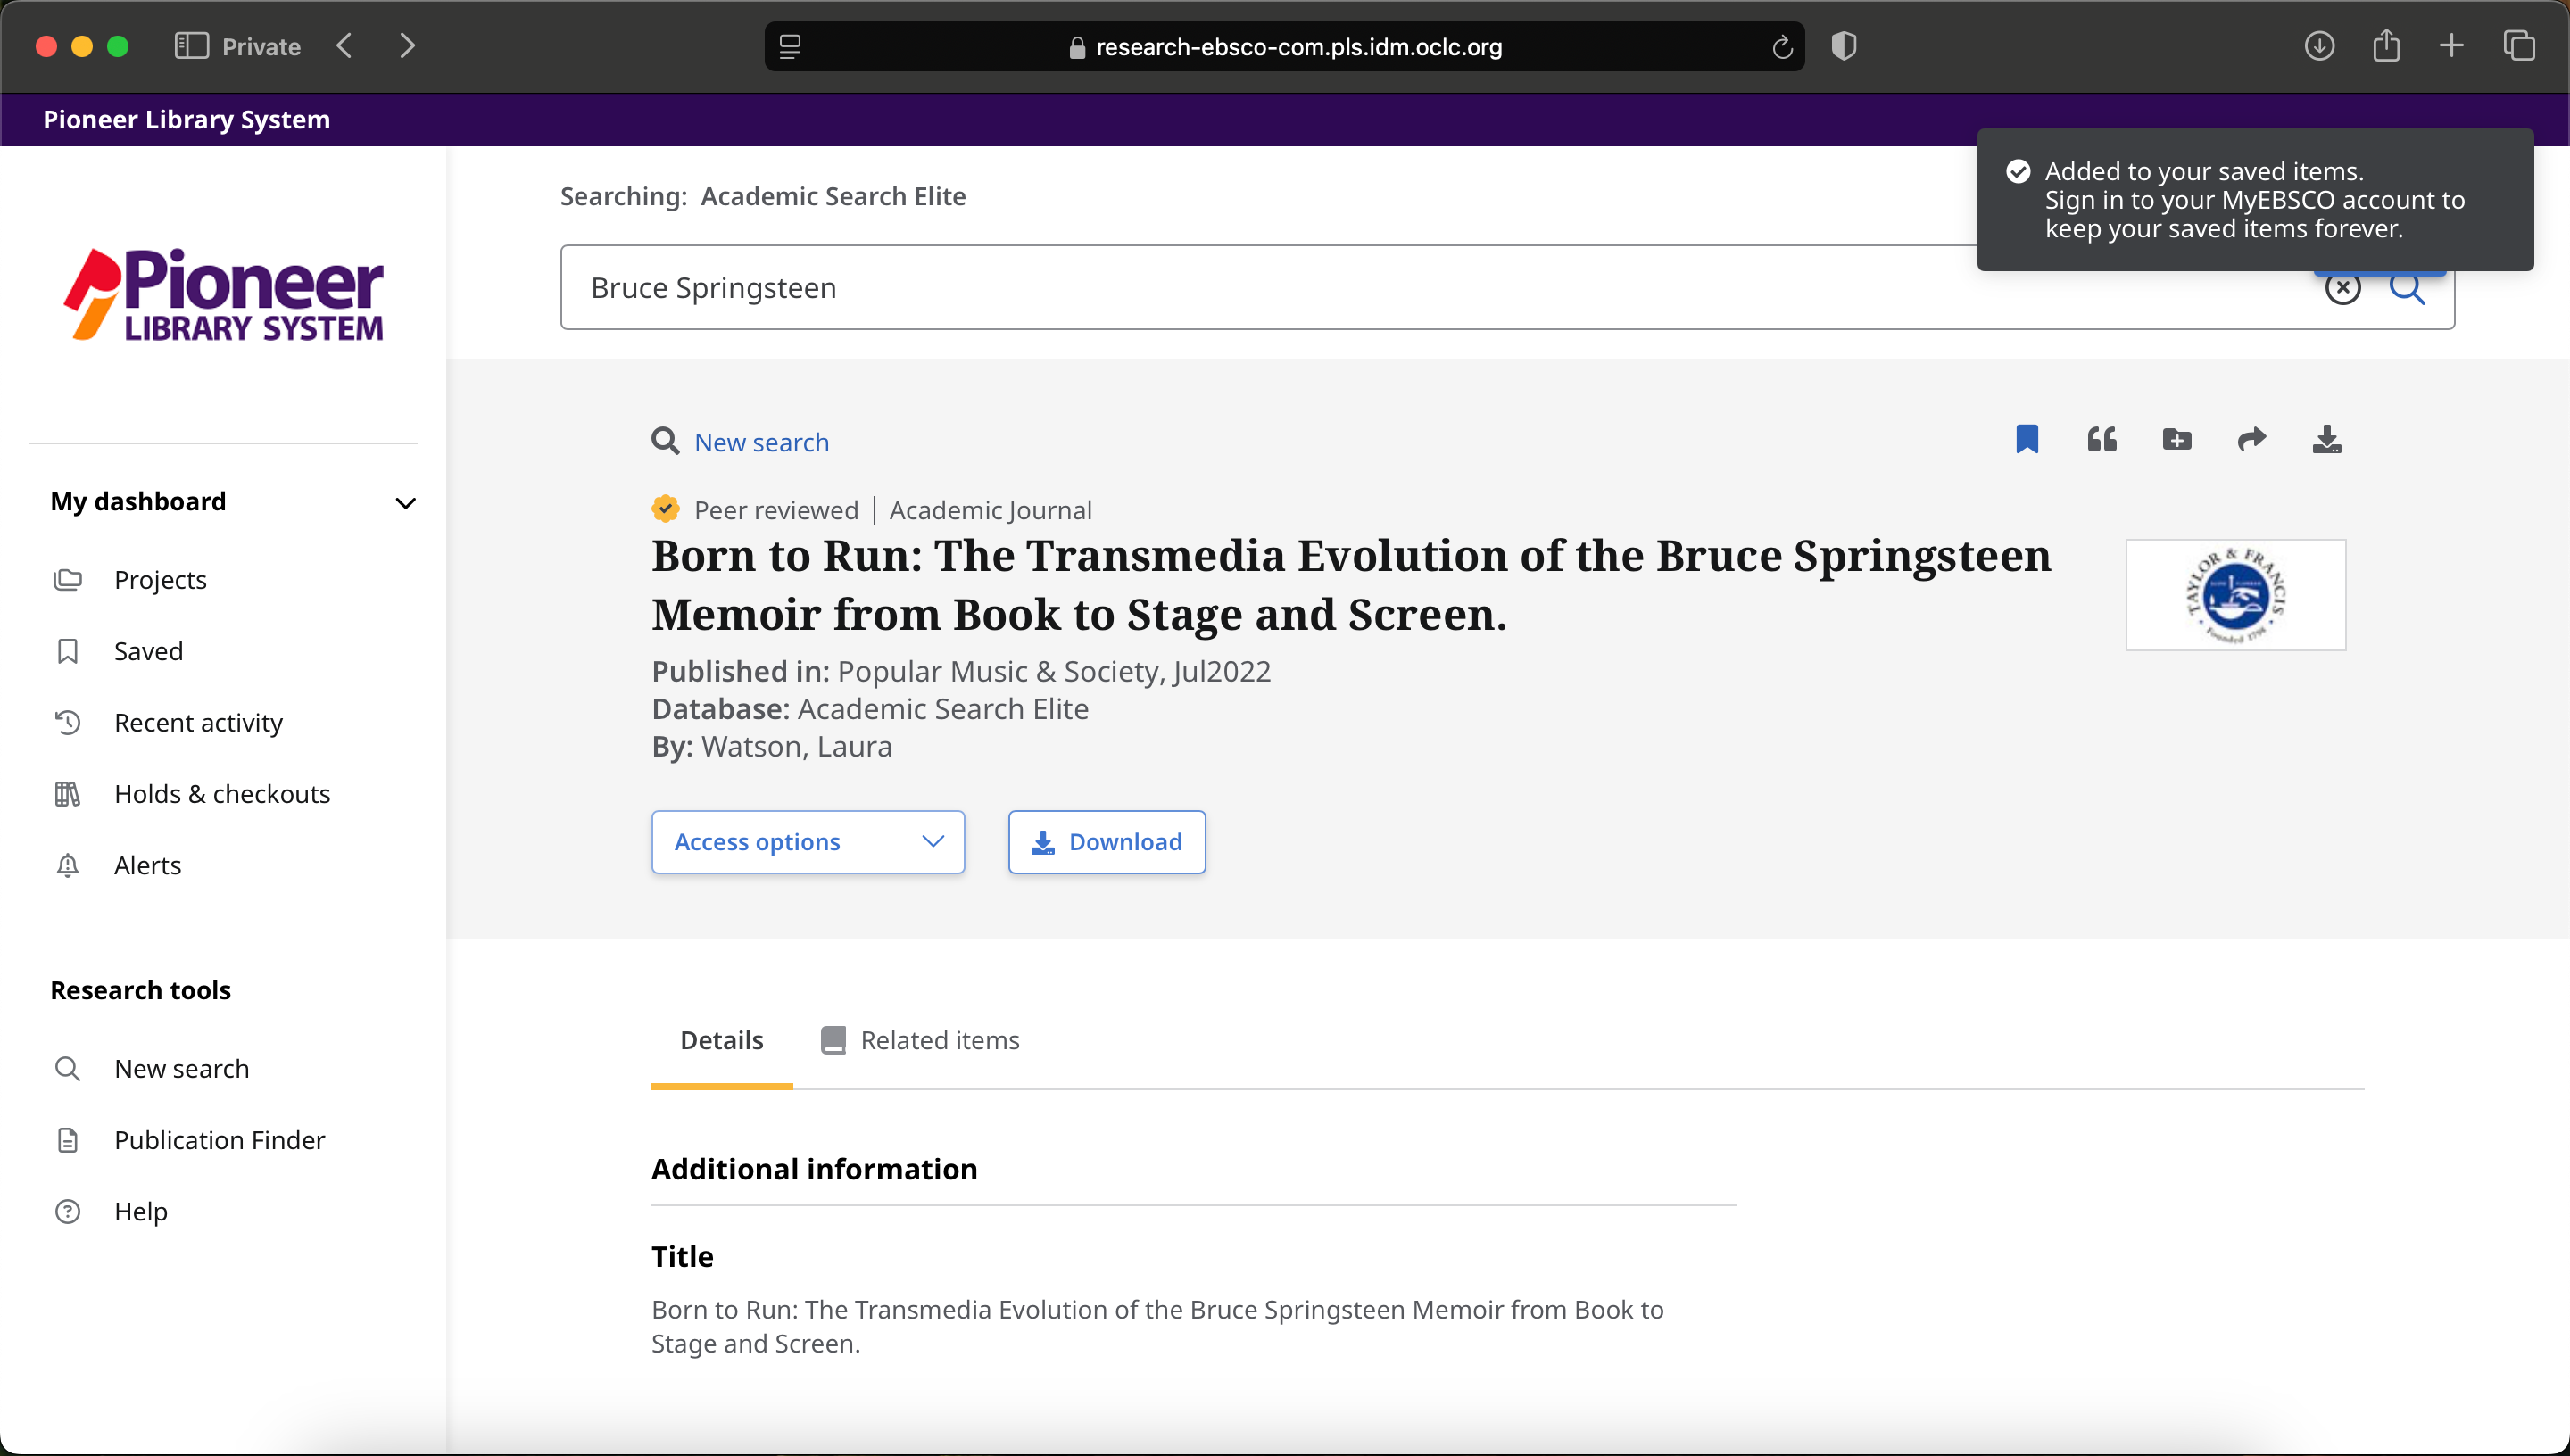 Private
research-ebsco-com.pls.idm.oclc.org
Pioneer Library System
Added to your saved items.
Sign in to your MyEBSCO account to
keep your saved items forever.
Searching: Academic Search Elite
Bruce Springsteen
Pioneer
LIBRARY SYSTEM
My dashboard
Projects
Saved
Recent activity
Holds & checkouts
Alerts
Research tools
New search
Publication Finder
Help
New search
Peer reviewed | Academic Journal
Born to Run: The Transmedia Evolution of the Bruce Springsteen
Memoir from Book to Stage and Screen.
TAYLOR & FRANCIS
Founded 1798
Published in: Popular Music & Society, Jul2022
Database: Academic Search Elite
By: Watson, Laura
Access options
Download
Details
Related items
Additional information
Title
Born to Run: The Transmedia Evolution of the Bruce Springsteen Memoir from Book to
Stage and Screen.